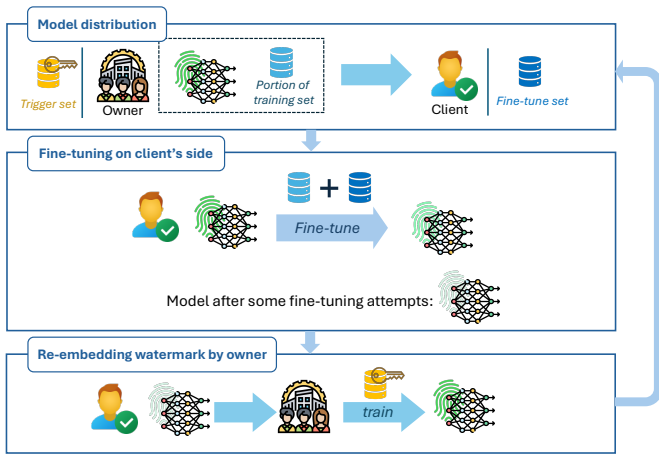 Model distribution
Trigger set
Owner
Portion of
training set
Client
Fine-tune set
Fine-tuning on client's side
Fine-tune
Model after some fine-tuning attempts:
Re-embedding watermark by owner
train